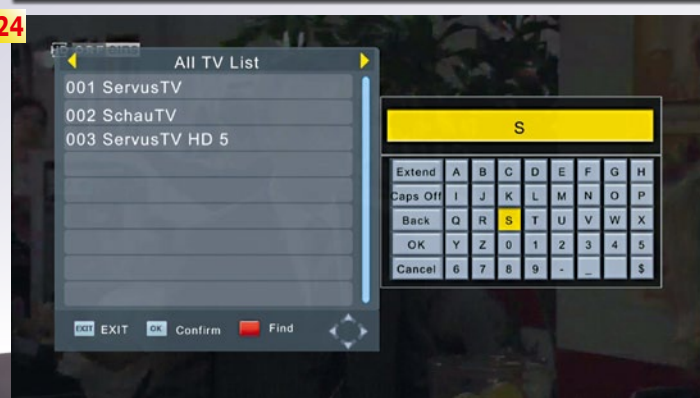 24
All TV List
001 ServusTV
002 SchauTV
003 ServusTV HD 5
S
Extend A B C D E F G H
Caps Off I J K L M N O P
Back Q R S T U V W X
OK Y Z 0 1 2 3 4 5
Cancel 6 7 8 9 - _ $
EXIT EXIT OK Confirm Find